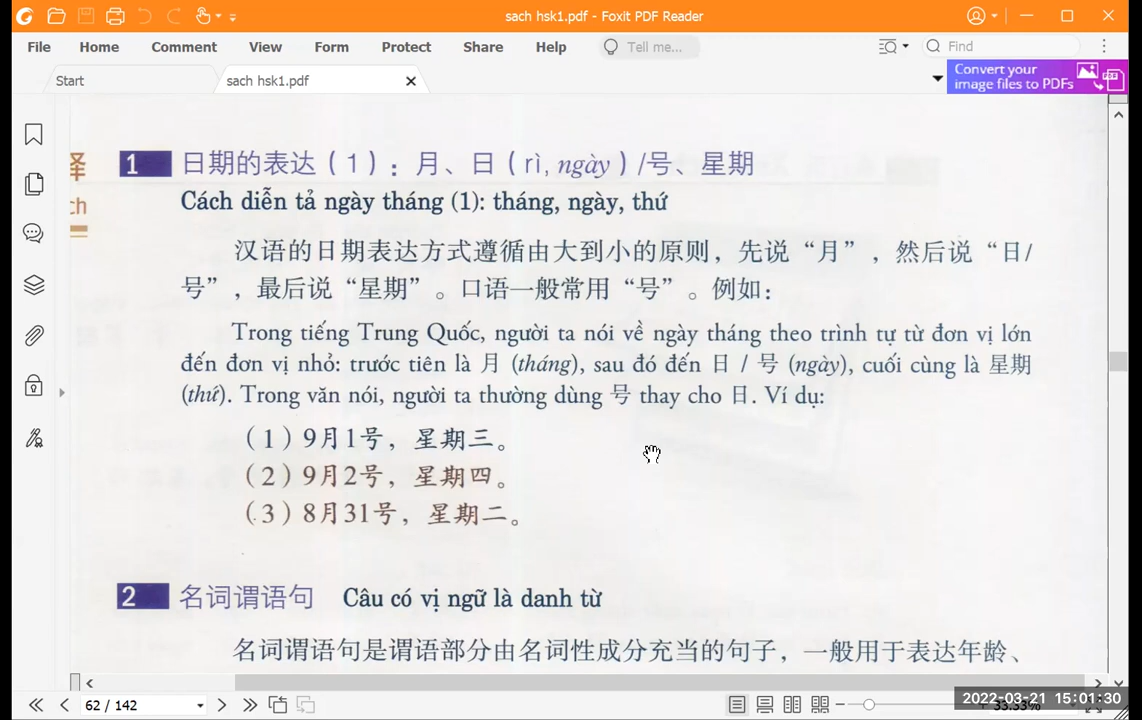 sach hsk1.pdf - Foxit PDF Reader
File Home Comment View Form Protect Share Help Tell me... Find
Start sach hsk1.pdf
Convert your
image files to PDFs
择
ch
1 日期的表达（1）：月、日（rì, ngày）/号、星期
Cách diễn tả ngày tháng (1): tháng, ngày, thứ
汉语的日期表达方式遵循由大到小的原则，先说“月”，然后说“日/
号”，最后说“星期”。口语一般常用“号”。例如：
Trong tiếng Trung Quốc, người ta nói về ngày tháng theo trình tự từ đơn vị lớn
đến đơn vị nhỏ: trước tiên là 月 (tháng), sau đó đến 日 / 号 (ngày), cuối cùng là 星期
(thứ). Trong văn nói, người ta thường dùng 号 thay cho 日. Ví dụ:
（1）9月1号，星期三。
（2）9月2号，星期四。
（3）8月31号，星期二。
2 名词谓语句 Câu có vị ngữ là danh từ
名词谓语句是谓语部分由名词性成分充当的句子，一般用于表达年龄、
62 / 142
33.33%
2022-03-21 15:01:30